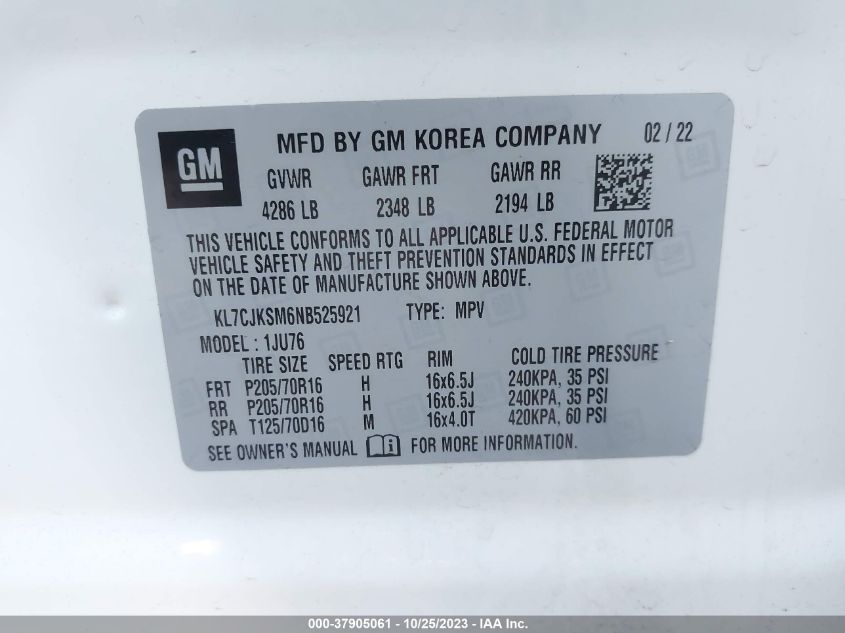 GM
MFD BY GM KOREA COMPANY 02 / 22
GVWR GAWR FRT GAWR RR
4286 LB 2348 LB 2194 LB
THIS VEHICLE CONFORMS TO ALL APPLICABLE U.S. FEDERAL MOTOR
VEHICLE SAFETY AND THEFT PREVENTION STANDARDS IN EFFECT
ON THE DATE OF MANUFACTURE SHOWN ABOVE.
KL7CJKSM6NB525921 TYPE: MPV
MODEL : 1JU76
TIRE SIZE SPEED RTG RIM COLD TIRE PRESSURE
FRT P205/70R16 H 16x6.5J 240KPA, 35 PSI
RR P205/70R16 H 16x6.5J 240KPA, 35 PSI
SPA T125/70D16 M 16x4.0T 420KPA, 60 PSI
SEE OWNER'S MANUAL FOR MORE INFORMATION.
000-37905061 - 10/25/2023 - IAA Inc.